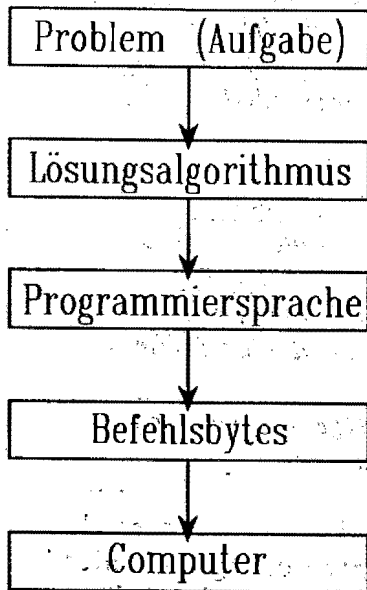 Problem (Aufgabe)
Lösungsalgorithmus
Programmiersprache
Befehlsbytes
Computer